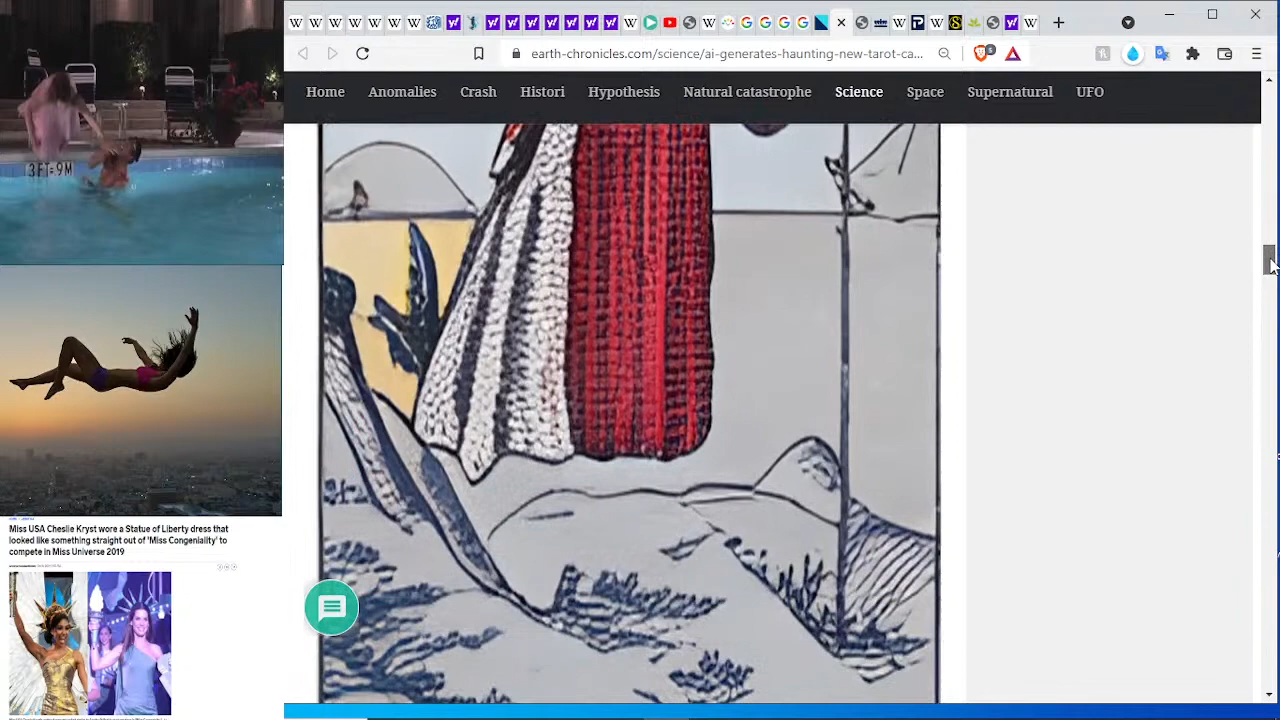 3 FT=9M
Miss USA Cheslie Kryst wore a Statue of Liberty dress that
looked like something straight out of 'Miss Congeniality' to
compete in Miss Universe 2019
earth-chronicles.com/science/ai-generates-haunting-new-tarot-ca...
Home Anomalies Crash Histori Hypothesis Natural catastrophe Science Space Supernatural UFO